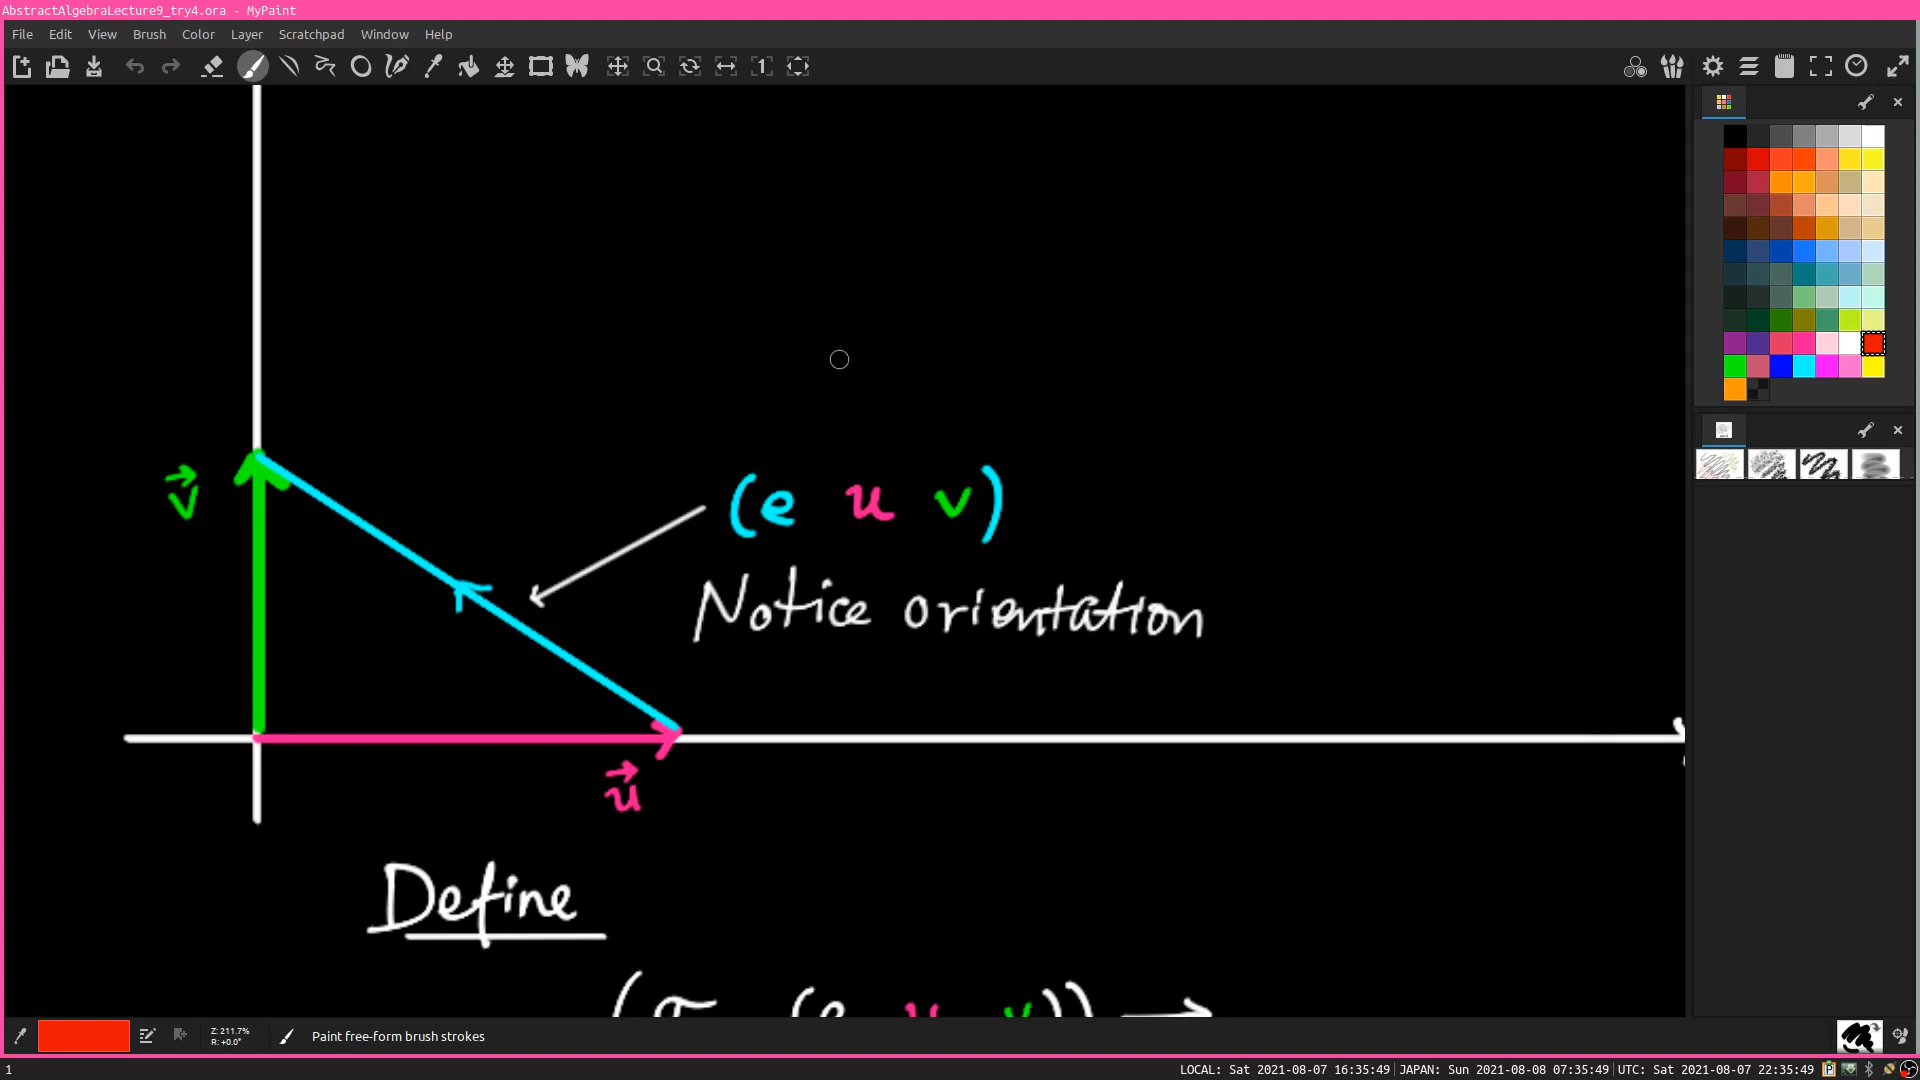 AbstractAlgebraLecture9_try4.ora - MyPaint
File Edit View Brush Color Layer Scratchpad Window Help
v⃗
(e u v)
Notice orientation
u⃗
Define
(σ, (e u v)) →
Z: 211.7%
R: +0.0°
Paint free-form brush strokes
1
LOCAL: Sat 2021-08-07 16:35:49 JAPAN: Sun 2021-08-08 07:35:49 UTC: Sat 2021-08-07 22:35:49